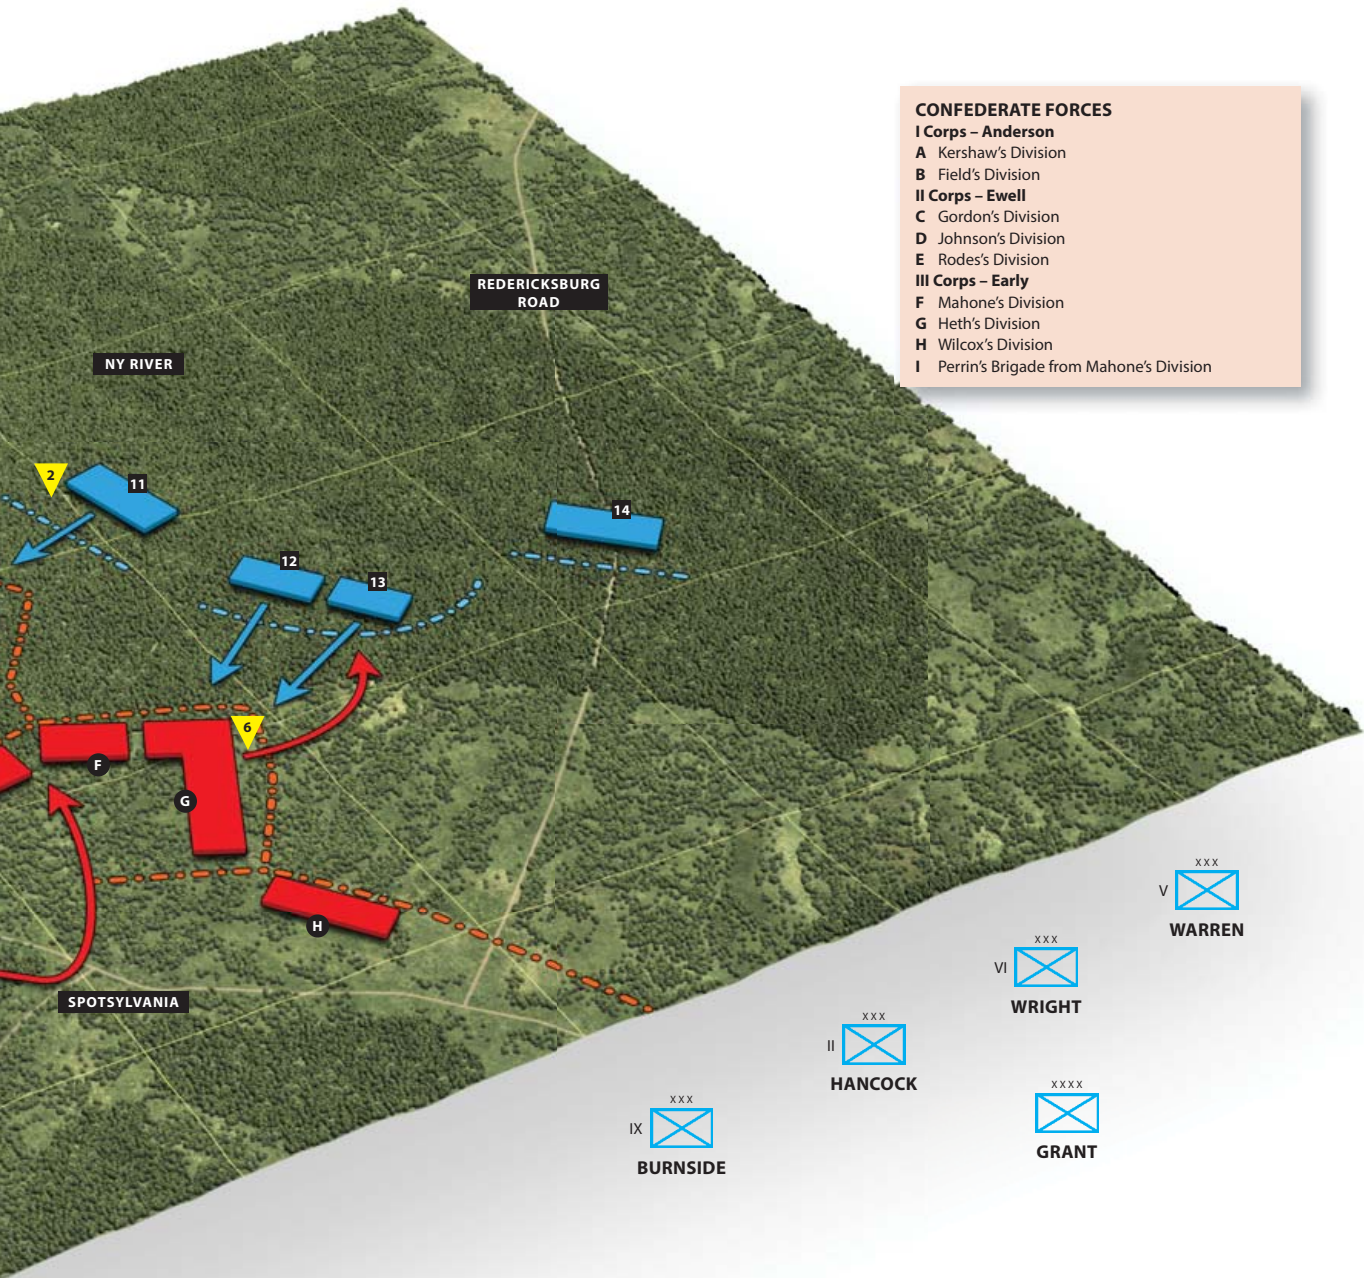 CONFEDERATE FORCES
I Corps – Anderson
A Kershaw's Division
B Field's Division
II Corps – Ewell
C Gordon's Division
D Johnson's Division
E Rodes's Division
III Corps – Early
F Mahone's Division
G Heth's Division
H Wilcox's Division
I Perrin's Brigade from Mahone's Division
REDERICKSBURG
ROAD
NY RIVER
2
11
14
12
13
6
F
G
H
SPOTSYLVANIA
xxx
V
WARREN
xxx
VI
WRIGHT
xxx
II
HANCOCK
xxxx
GRANT
xxx
IX
BURNSIDE